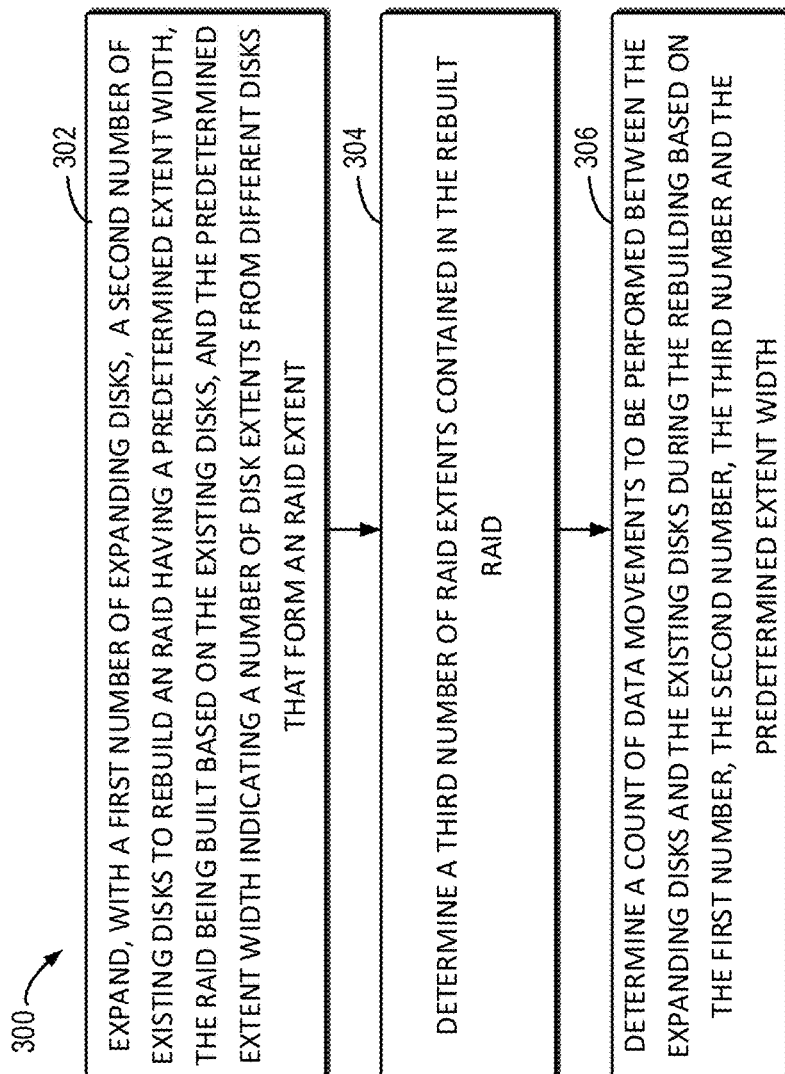 300
302
EXPAND, WITH A FIRST NUMBER OF EXPANDING DISKS, A SECOND NUMBER OF
EXISTING DISKS TO REBUILD AN RAID HAVING A PREDETERMINED EXTENT WIDTH,
THE RAID BEING BUILT BASED ON THE EXISTING DISKS, AND THE PREDETERMINED
EXTENT WIDTH INDICATING A NUMBER OF DISK EXTENTS FROM DIFFERENT DISKS
THAT FORM AN RAID EXTENT
304
DETERMINE A THIRD NUMBER OF RAID EXTENTS CONTAINED IN THE REBUILT
RAID
306
DETERMINE A COUNT OF DATA MOVEMENTS TO BE PERFORMED BETWEEN THE
EXPANDING DISKS AND THE EXISTING DISKS DURING THE REBUILDING BASED ON
THE FIRST NUMBER, THE SECOND NUMBER, THE THIRD NUMBER AND THE
PREDETERMINED EXTENT WIDTH